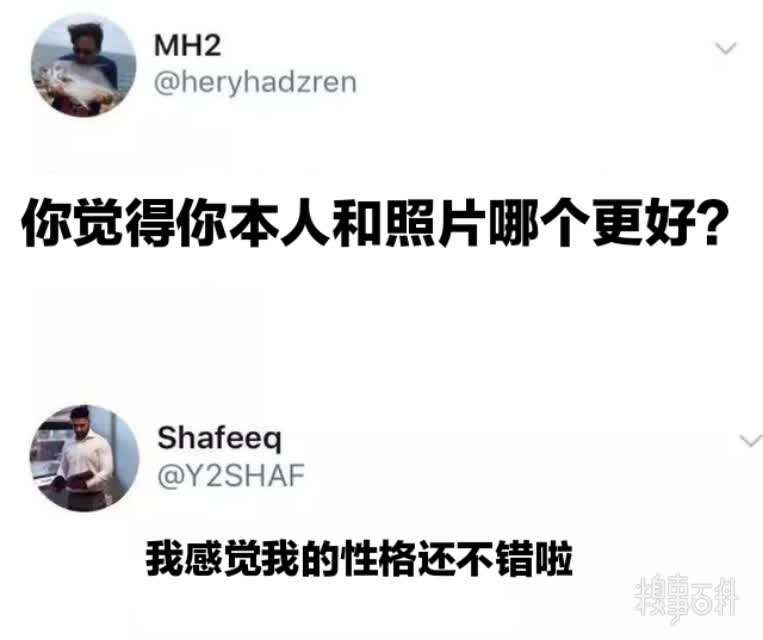 MH2
@heryhadzren
你觉得你本人和照片哪个更好？
Shafeeq
@Y2SHAF
我感觉我的性格还不错啦
糗事百科